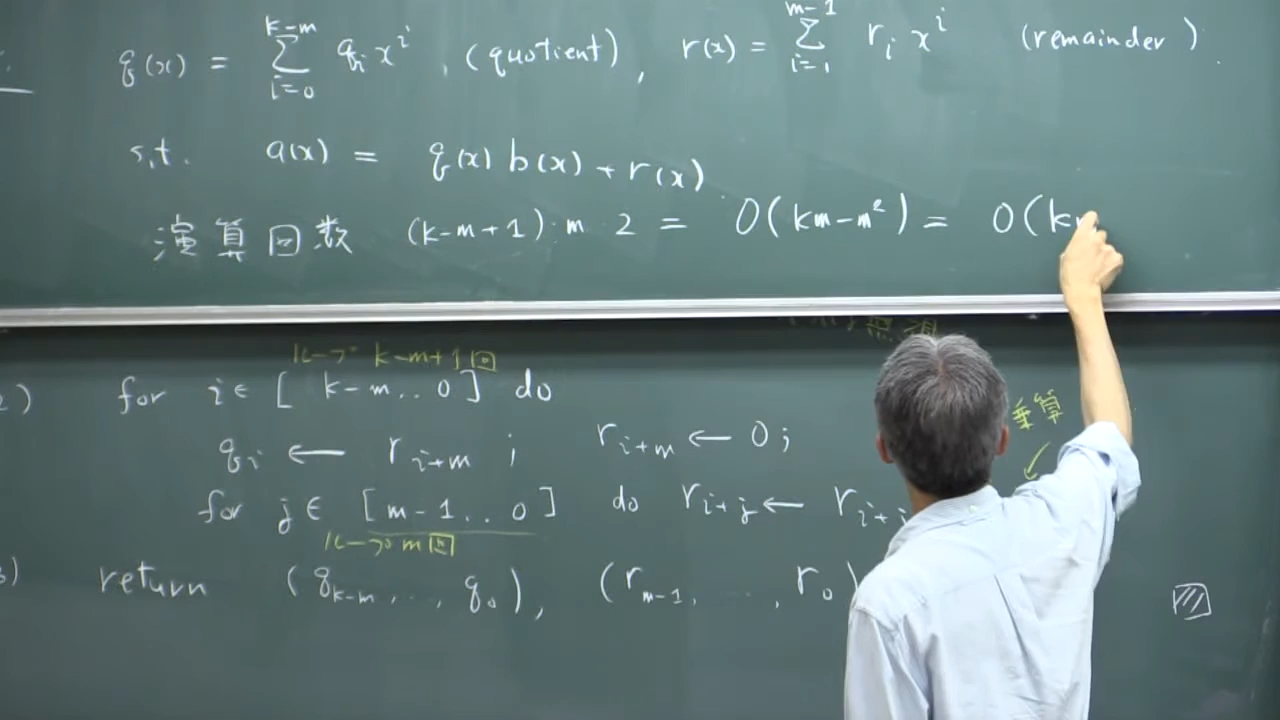 q(x) = Σ_{i=0}^{k-m} q_i x^i , (quotient) , r(x) = Σ_{i=1}^{m-1} r_i x^i (remainder).
s.t. a(x) = q(x) b(x) + r(x)
演算回数 (k-m+1)・m・2 = O(km-m²) = O(k
ループ k-m+1回
for i ∈ [ k-m .. 0 ] do
乗算
q_i ← r_{i+m} ; r_{i+m} ← 0 ;
for j ∈ [ m-1 .. 0 ] do r_{i+j} ← r_{i+j}
ループ m回
return (q_{k-m}, .., q_0), (r_{m-1}, ..., r_0)